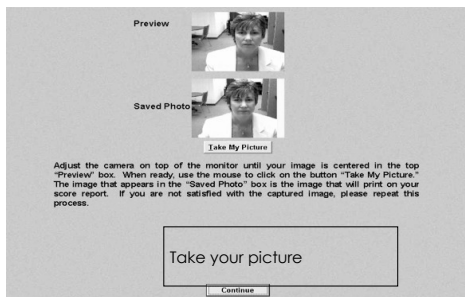 Preview
Saved Photo
Take My Picture
Adjust the camera on top of the monitor until your image is centered in the top
“Preview” box. When ready, use the mouse to click on the button “Take My Picture.”
The image that appears in the “Saved Photo” box is the image that will print on your
score report. If you are not satisfied with the captured image, please repeat this
process.
Take your picture
Continue